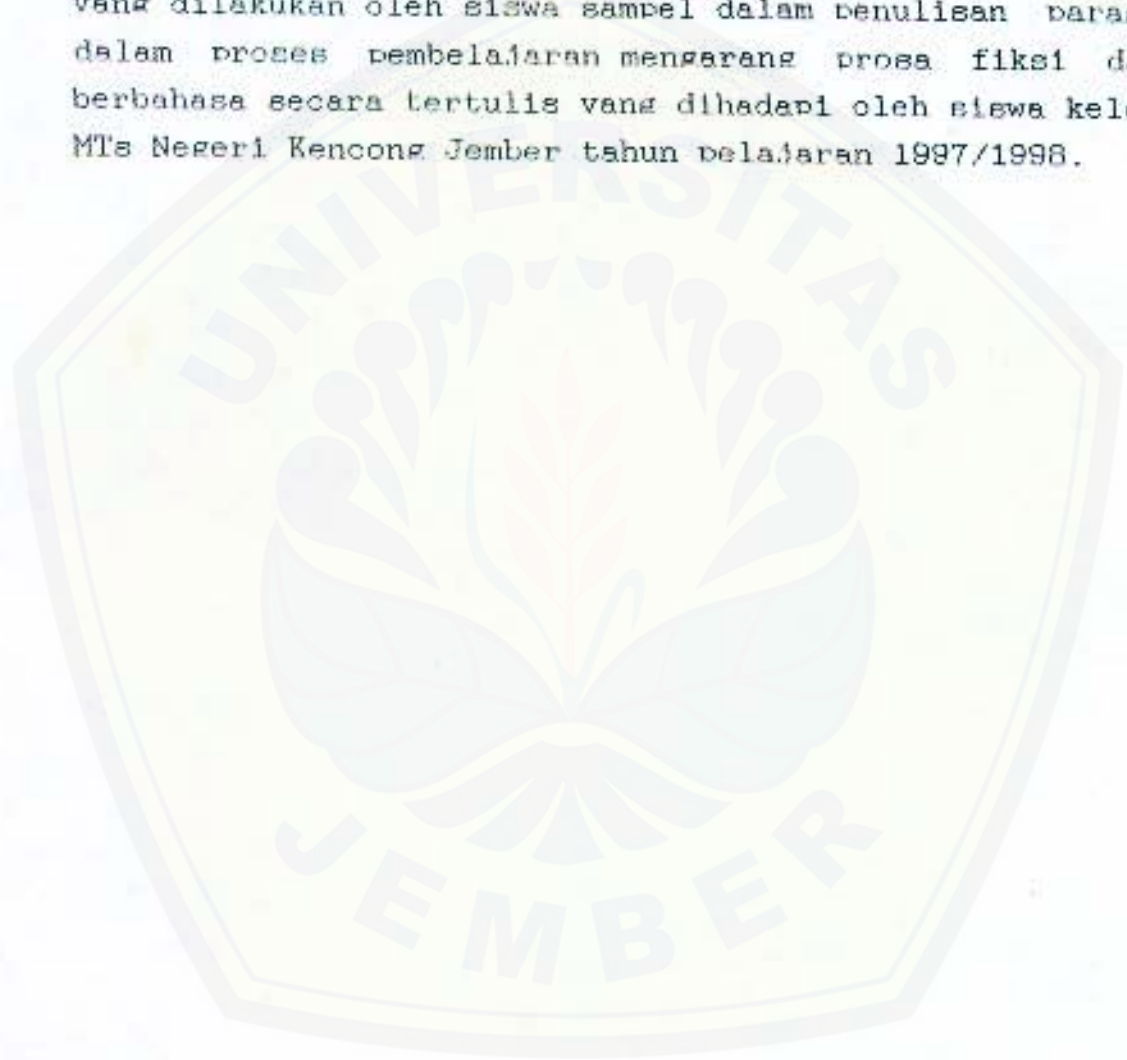 yang dilakukan oleh siswa sampel dalam penulisan
dalam proses pembelajaran mengarang prosa fiksi
berbahasa secara tertulis yang dihadapi oleh siswa
MTs Negeri Kencong Jember tahun pelajaran 1997/1998.
UNIVERSITAS
JEMBER